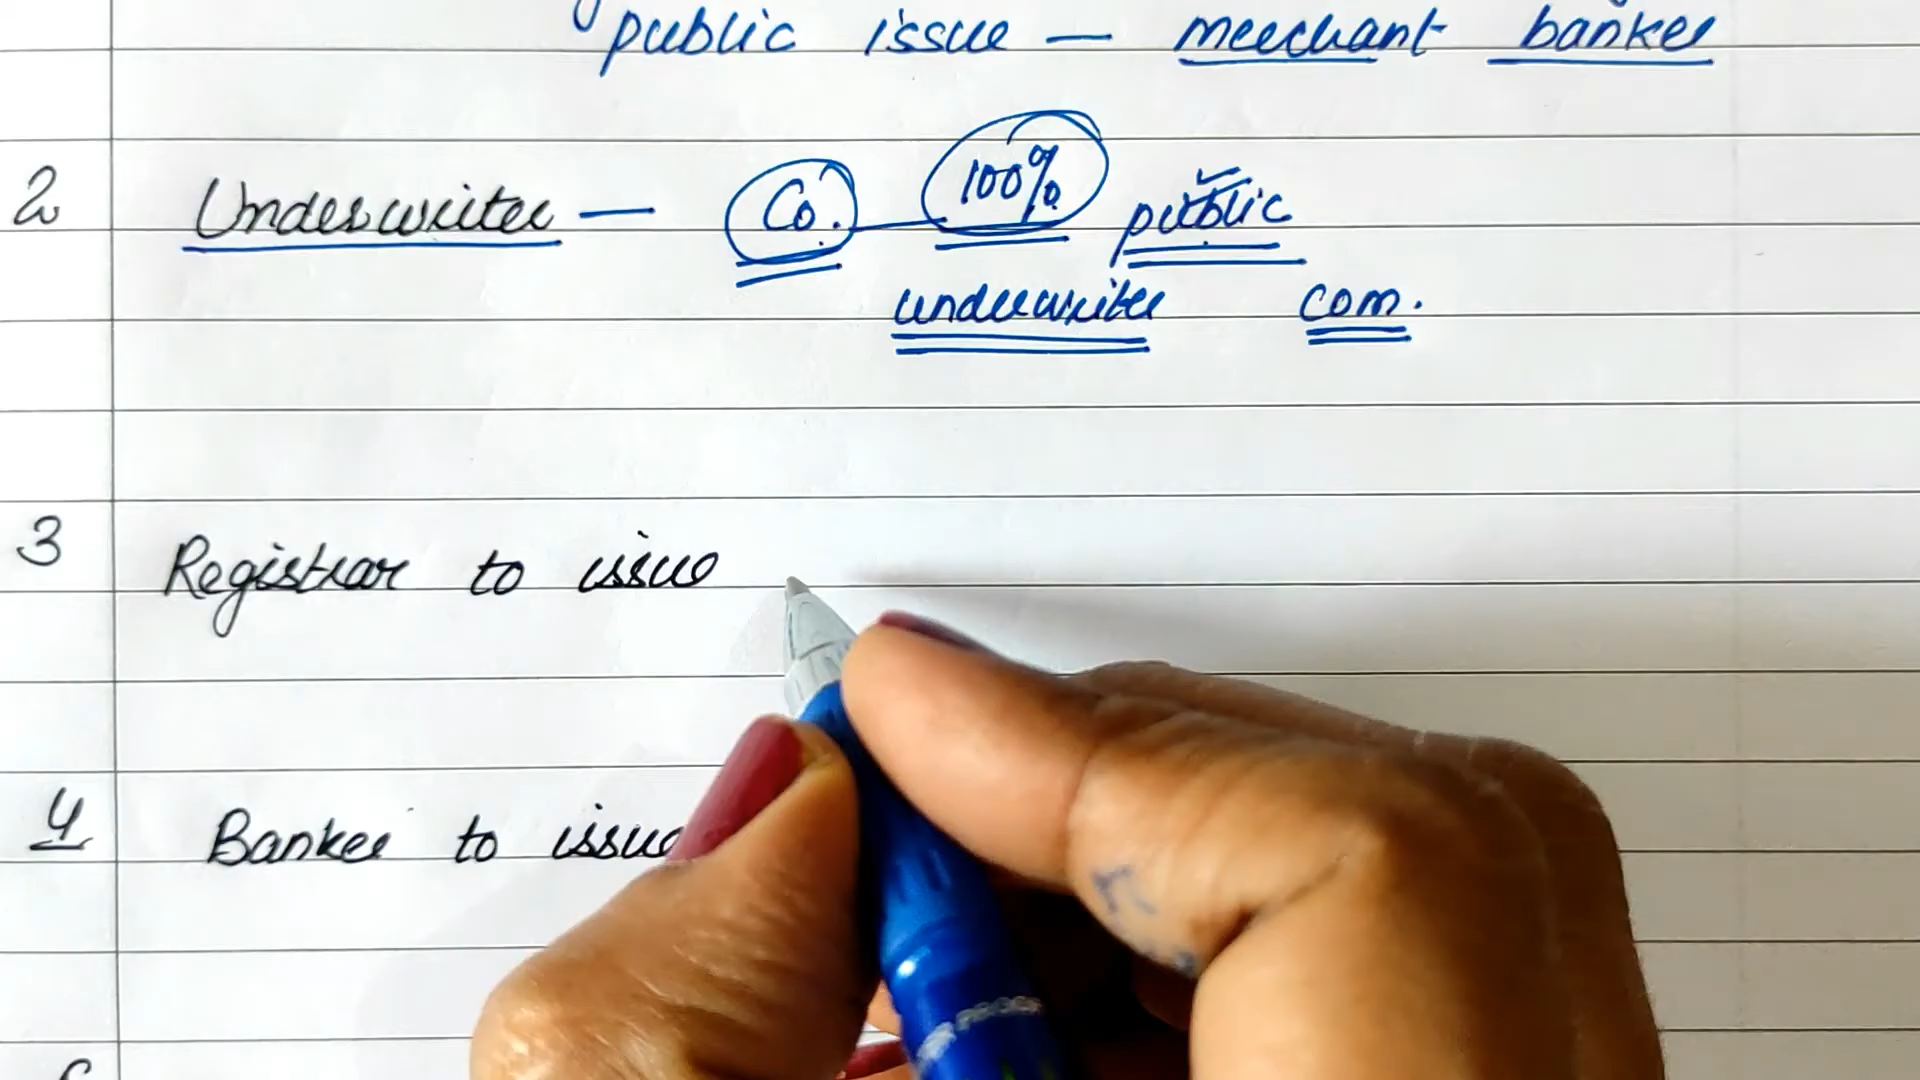 public issue — merchant banker
2 Underwriter — Co. 100% public
underwriter com.
3 Registrar to issue
4 Banker to issue